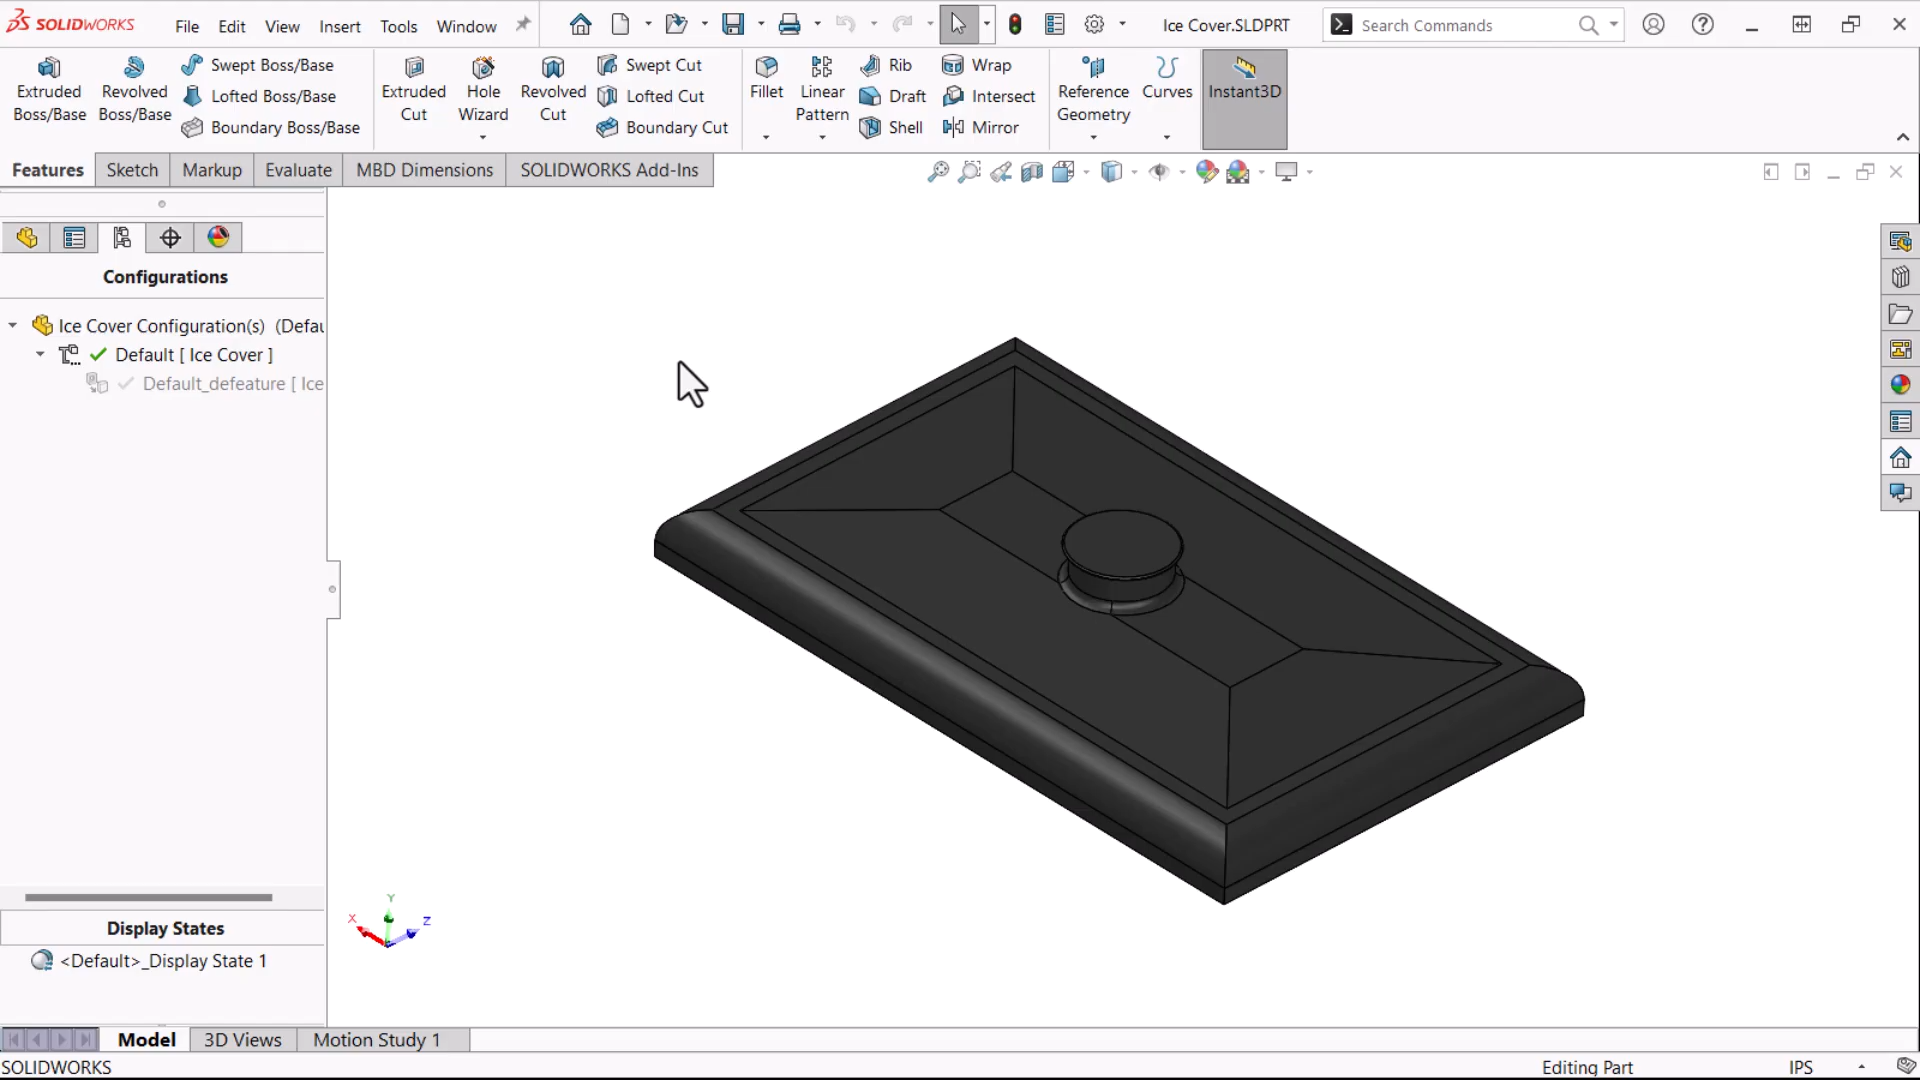 SOLIDWORKS File Edit View Insert Tools Window Ice Cover.SLDPRT Search Commands
Extruded Boss/Base
Revolved Boss/Base
Swept Boss/Base
Lofted Boss/Base
Boundary Boss/Base
Extruded Cut
Hole Wizard
Revolved Cut
Swept Cut
Lofted Cut
Boundary Cut
Fillet
Linear Pattern
Rib
Draft
Shell
Wrap
Intersect
Mirror
Reference Geometry
Curves
Instant3D
Features Sketch Markup Evaluate MBD Dimensions SOLIDWORKS Add-Ins
Configurations
Ice Cover Configuration(s) (Defau
Default [ Ice Cover ]
Default_defeature [ Ice
Y
X
Z
Display States
<Default>_Display State 1
Model 3D Views Motion Study 1
SOLIDWORKS Editing Part IPS